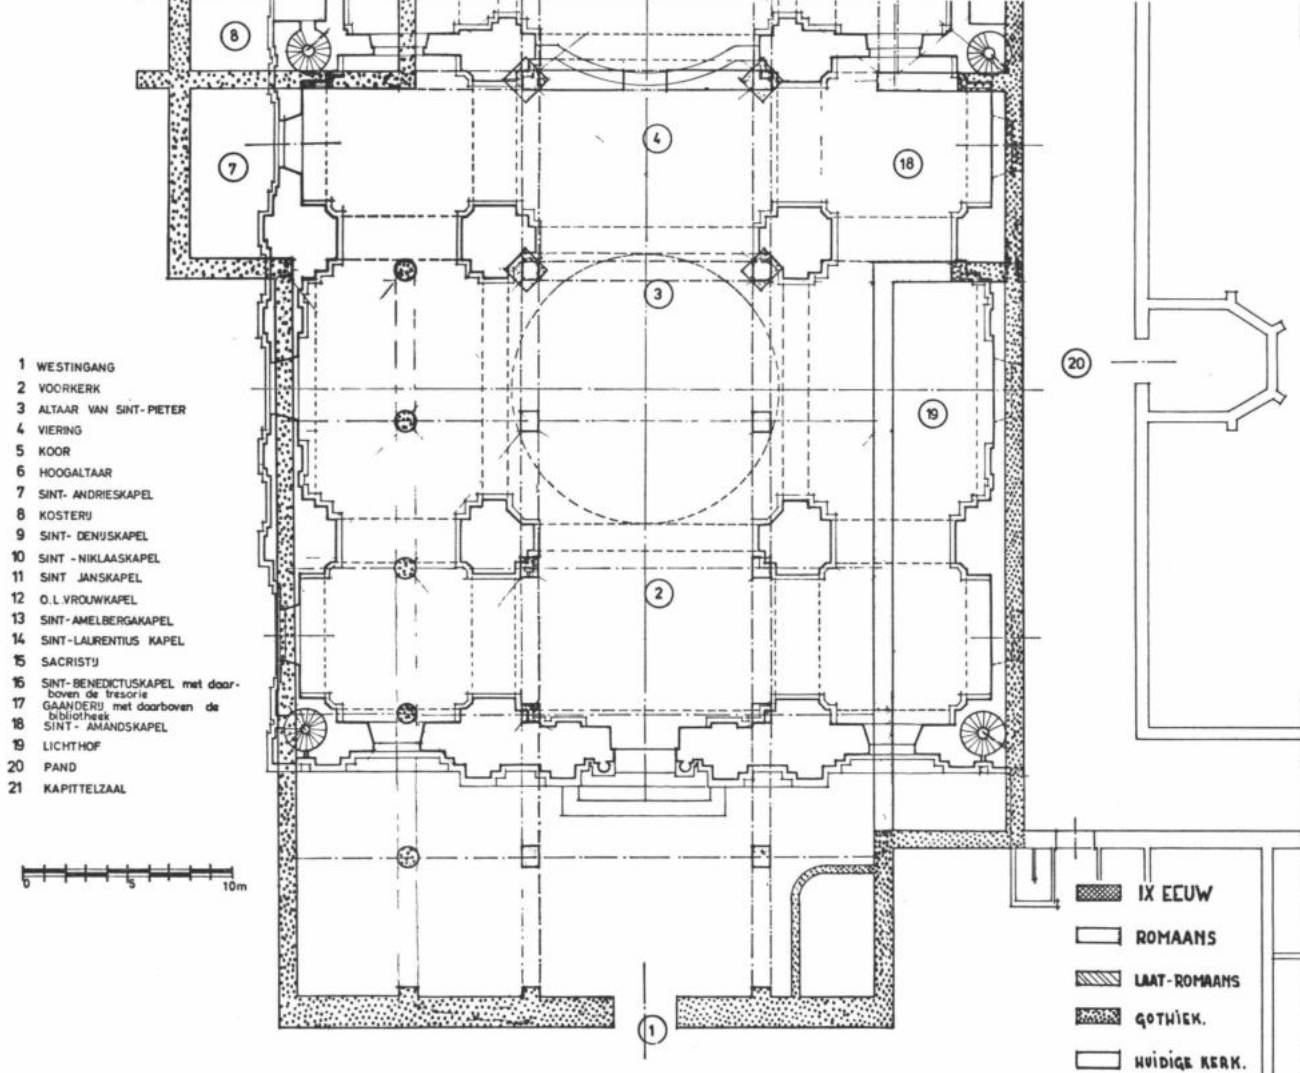 8
4
7
18
3
20
19
2
1
1 WESTINGANG
2 VOORKERK
3 ALTAAR VAN SINT-PIETER
4 VIERING
5 KOOR
6 HOOGALTAAR
7 SINT-ANDRIESKAPEL
8 KOSTERIJ
9 SINT-DENIJSKAPEL
10 SINT-NIKLAASKAPEL
11 SINT JANSKAPEL
12 O.L.VROUWKAPEL
13 SINT-AMELBERGAKAPEL
14 SINT-LAURENTIUS KAPEL
15 SACRISTIJ
16 SINT-BENEDICTUSKAPEL met daar-
boven de tresorie
17 GAANDERIJ met daarboven de
bibliotheek
18 SINT-AMANDSKAPEL
19 LICHTHOF
20 PAND
21 KAPITTELZAAL
0 5 10m
IX EEUW
ROMAANS
LAAT-ROMAANS
GOTHIEK.
HUIDIGE KERK.